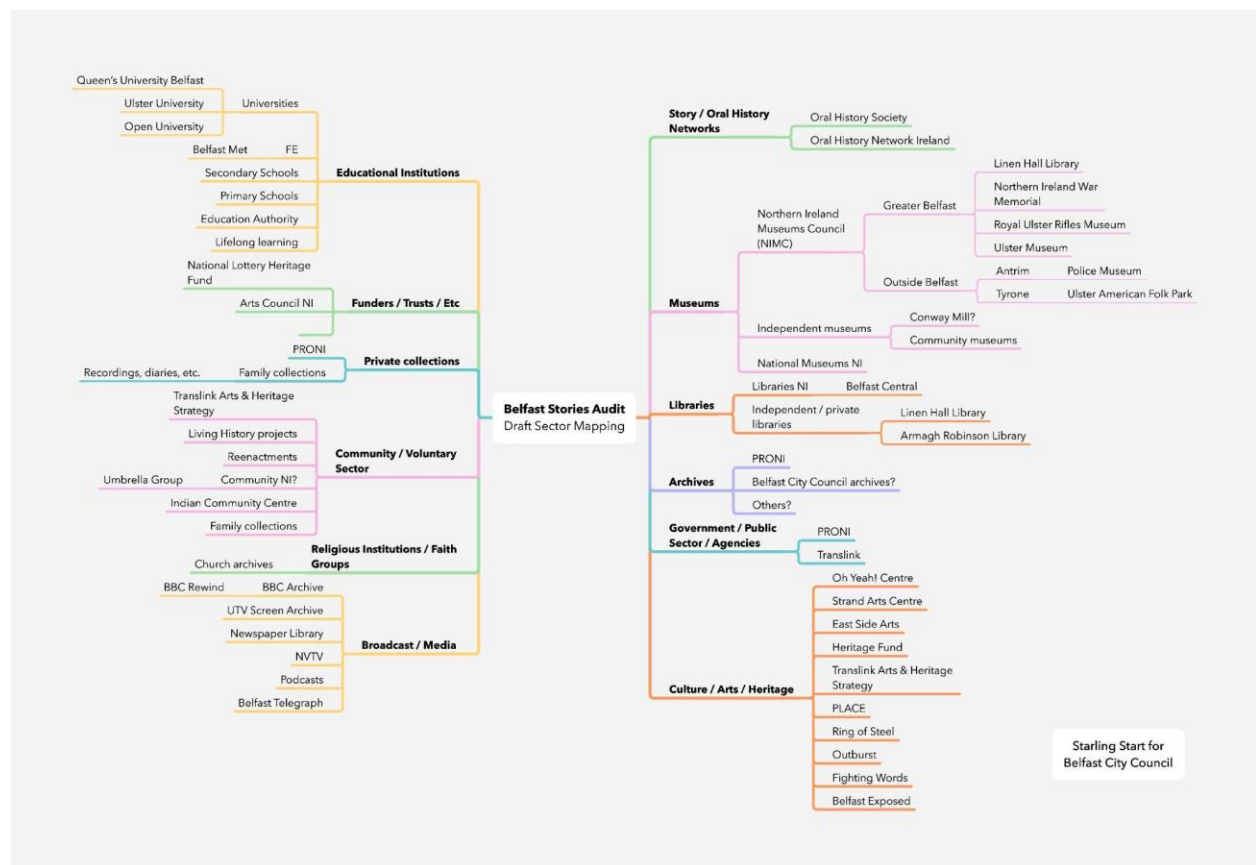 Belfast Stories Audit
Draft Sector Mapping
Queen's University Belfast
Ulster University
Open University
Universities
Belfast Met
FE
Secondary Schools
Primary Schools
Education Authority
Lifelong learning
Educational Institutions
National Lottery Heritage
Fund
Arts Council NI
Funders / Trusts / Etc
PRONI
Recordings, diaries, etc.
Family collections
Private collections
Translink Arts & Heritage
Strategy
Living History projects
Reenactments
Umbrella Group
Community NI?
Indian Community Centre
Family collections
Community / Voluntary
Sector
Church archives
Religious Institutions / Faith
Groups
BBC Rewind
BBC Archive
UTV Screen Archive
Newspaper Library
NVTV
Podcasts
Belfast Telegraph
Broadcast / Media
Story / Oral History
Networks
Oral History Society
Oral History Network Ireland
Museums
Northern Ireland
Museums Council
(NIMC)
Greater Belfast
Linen Hall Library
Northern Ireland War
Memorial
Royal Ulster Rifles Museum
Ulster Museum
Outside Belfast
Antrim
Police Museum
Tyrone
Ulster American Folk Park
Independent museums
Conway Mill?
Community museums
National Museums NI
Libraries
Libraries NI
Belfast Central
Independent / private
libraries
Linen Hall Library
Armagh Robinson Library
Archives
PRONI
Belfast City Council archives?
Others?
Government / Public
Sector / Agencies
PRONI
Translink
Culture / Arts / Heritage
Oh Yeah! Centre
Strand Arts Centre
East Side Arts
Heritage Fund
Translink Arts & Heritage
Strategy
PLACE
Ring of Steel
Outburst
Fighting Words
Belfast Exposed
Starling Start for
Belfast City Council